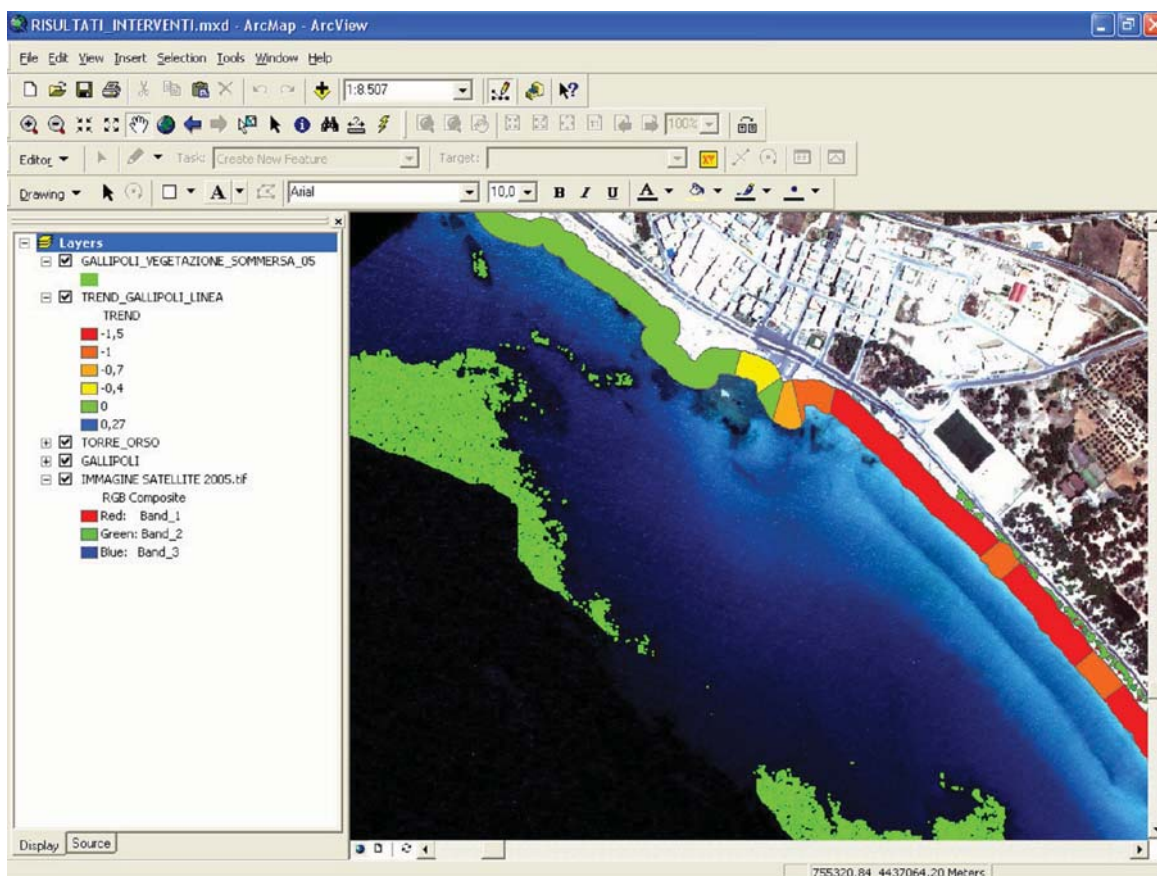 RISULTATI_INTERVENTI.mxd - ArcMap - ArcView
File Edit View Insert Selection Tools Window Help
1:8.507
100%
Editor Task: Create New Feature Target:
Drawing A Arial 10,0 B I U A
Layers
GALLIPOLI_VEGETAZIONE_SOMMERSA_05
TREND_GALLIPOLI_LINEA
TREND
-1,5
-1
-0,7
-0,4
0
0,27
TORRE_ORSO
GALLIPOLI
IMMAGINE SATELLITE 2005.tif
RGB Composite
Red: Band_1
Green: Band_2
Blue: Band_3
Display Source
755320,84 4437064,20 Meters